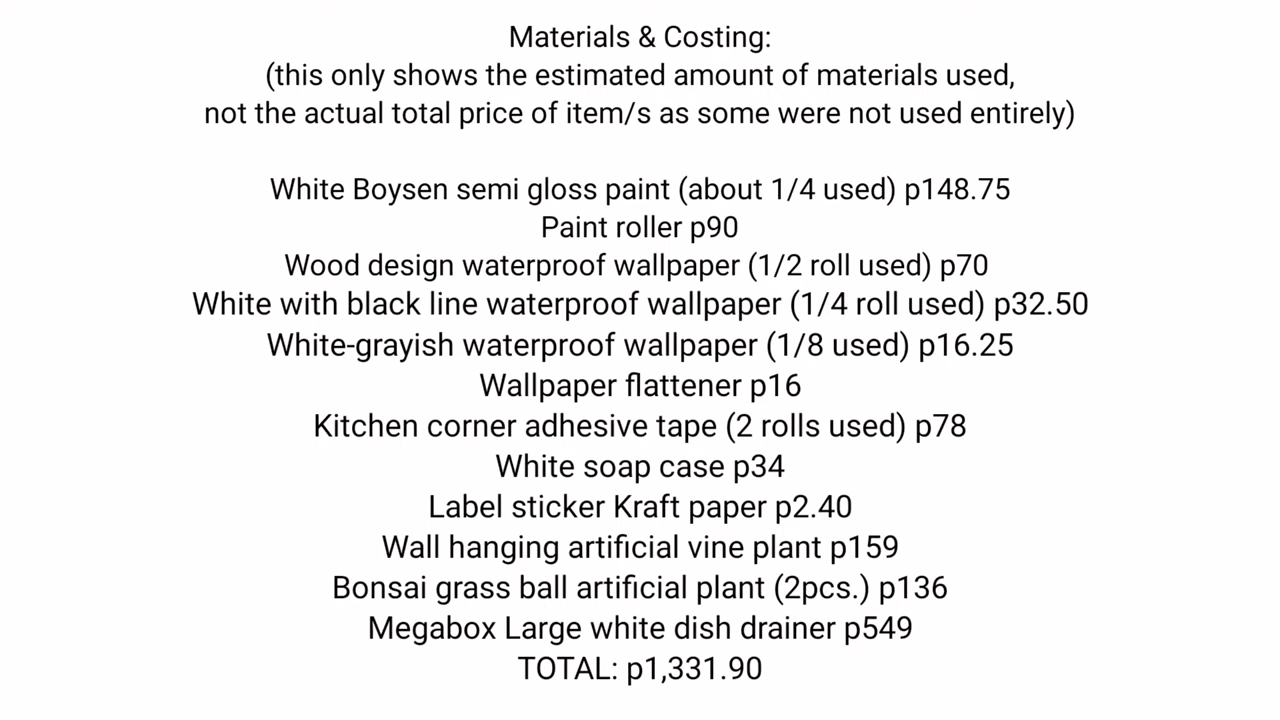 Materials & Costing:
(this only shows the estimated amount of materials used,
not the actual total price of item/s as some were not used entirely)
White Boysen semi gloss paint (about 1/4 used) p148.75
Paint roller p90
Wood design waterproof wallpaper (1/2 roll used) p70
White with black line waterproof wallpaper (1/4 roll used) p32.50
White-grayish waterproof wallpaper (1/8 used) p16.25
Wallpaper flattener p16
Kitchen corner adhesive tape (2 rolls used) p78
White soap case p34
Label sticker Kraft paper p2.40
Wall hanging artificial vine plant p159
Bonsai grass ball artificial plant (2pcs.) p136
Megabox Large white dish drainer p549
TOTAL: p1,331.90